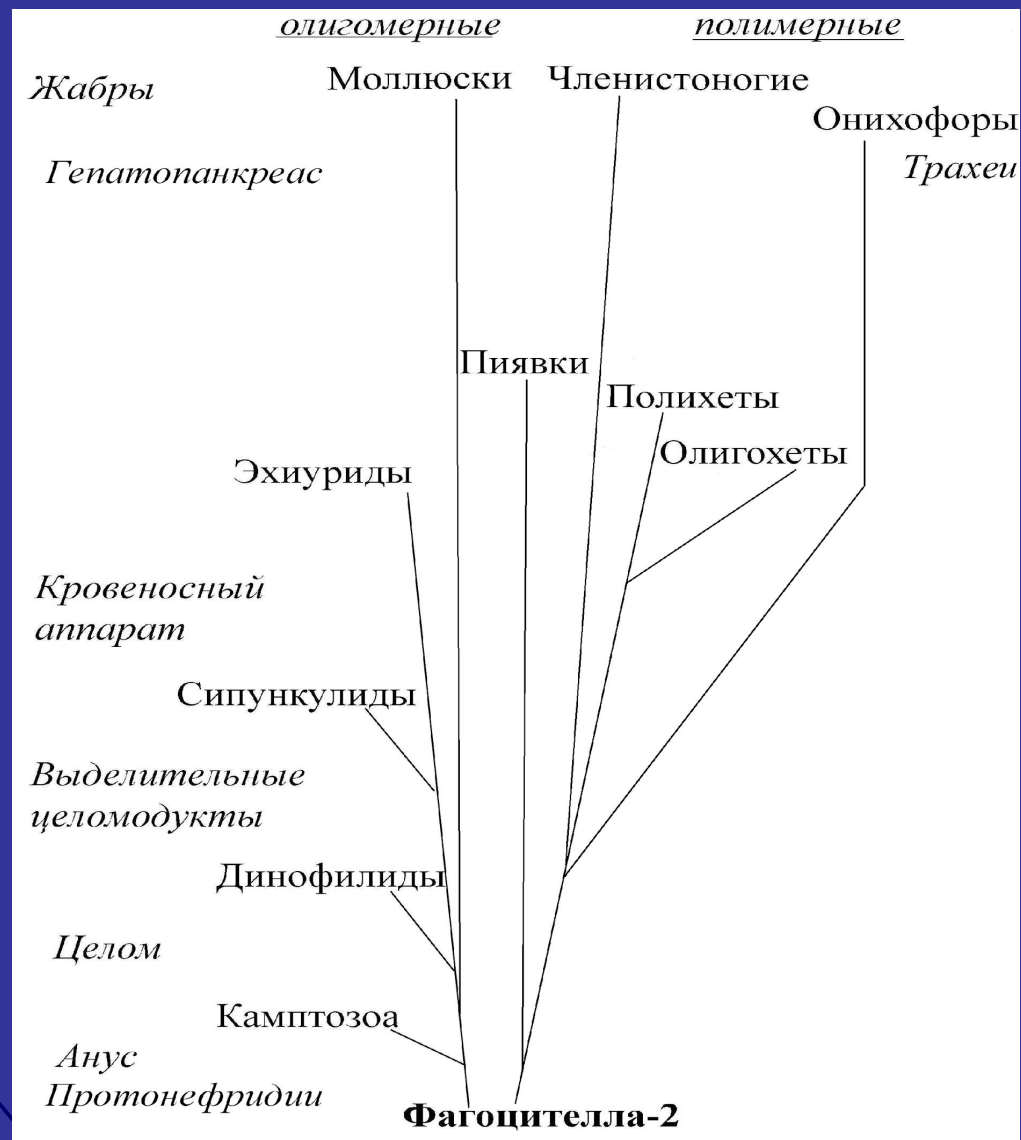 олигомерные полимерные
Моллюски Членистоногие
Жабры
Онихофоры
Гепатопанкреас Трахеи
Пиявки
Полихеты
Олигохеты
Эхиуриды
Кровеносный
аппарат
Сипункулиды
Выделительные
целомодукты
Динофилиды
Целом
Камптозоа
Анус
Протонефридии
Фагоцителла-2